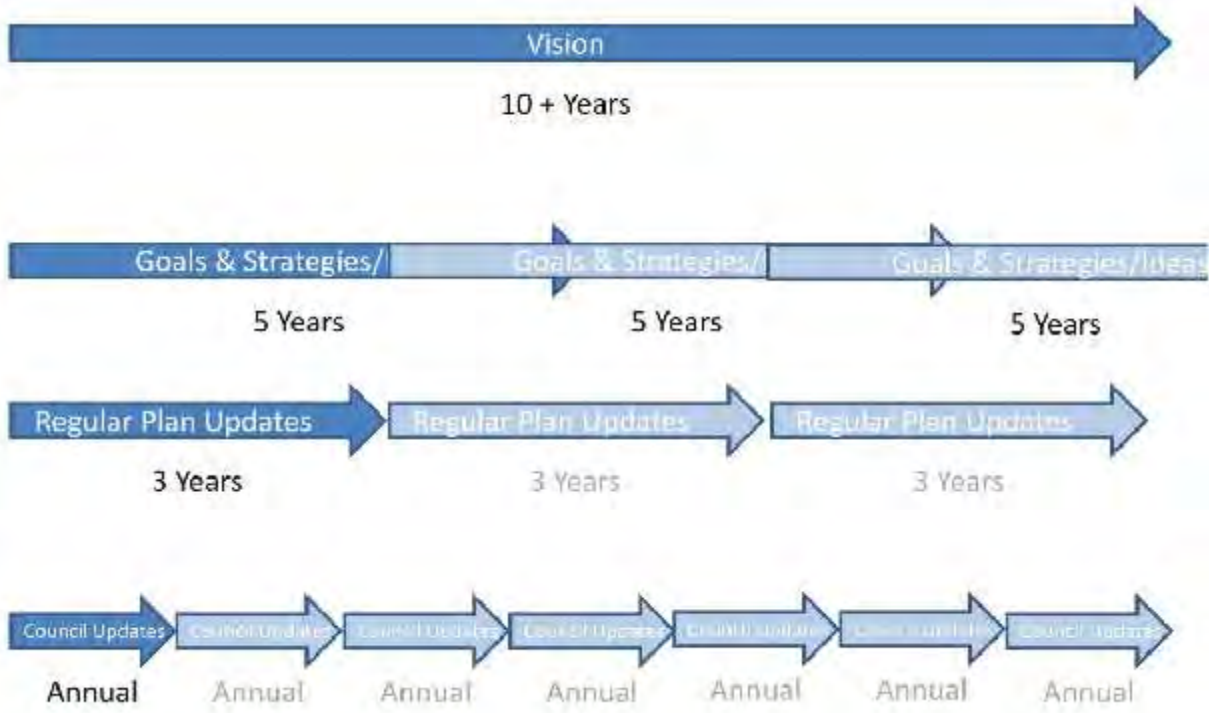 Vision
10 + Years
Goals & Strategies/ Goals & Strategies/ Goals & Strategies/Ideas
5 Years 5 Years 5 Years
Regular Plan Updates Regular Plan Updates Regular Plan Updates
3 Years 3 Years 3 Years
Council Updates Council Updates Council Updates Council Updates Council Updates Council Updates Council Updates
Annual Annual Annual Annual Annual Annual Annual